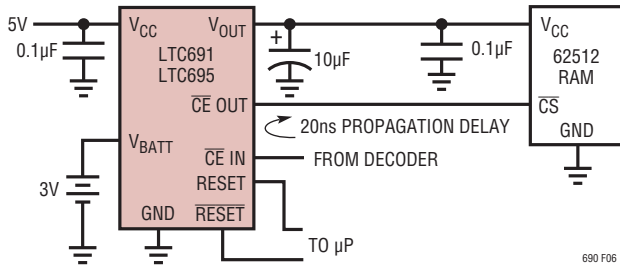 5V
0.1µF
VCC
VOUT
LTC691
LTC695
CE OUT
VBATT
CE IN
RESET
GND
RESET
3V
+
10µF
0.1µF
VCC
62512
RAM
CS
GND
20ns PROPAGATION DELAY
FROM DECODER
TO µP
690 F06